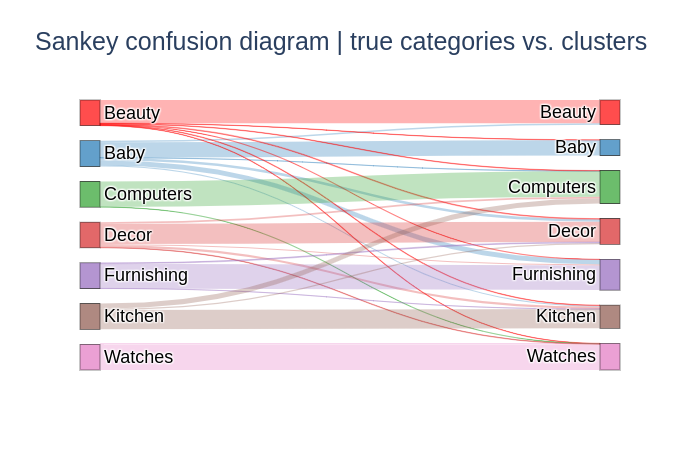 Sankey confusion diagram | true categories vs. clusters
Beauty
Beauty
Baby
Baby
Computers
Computers
Decor
Decor
Furnishing
Furnishing
Kitchen
Kitchen
Watches
Watches